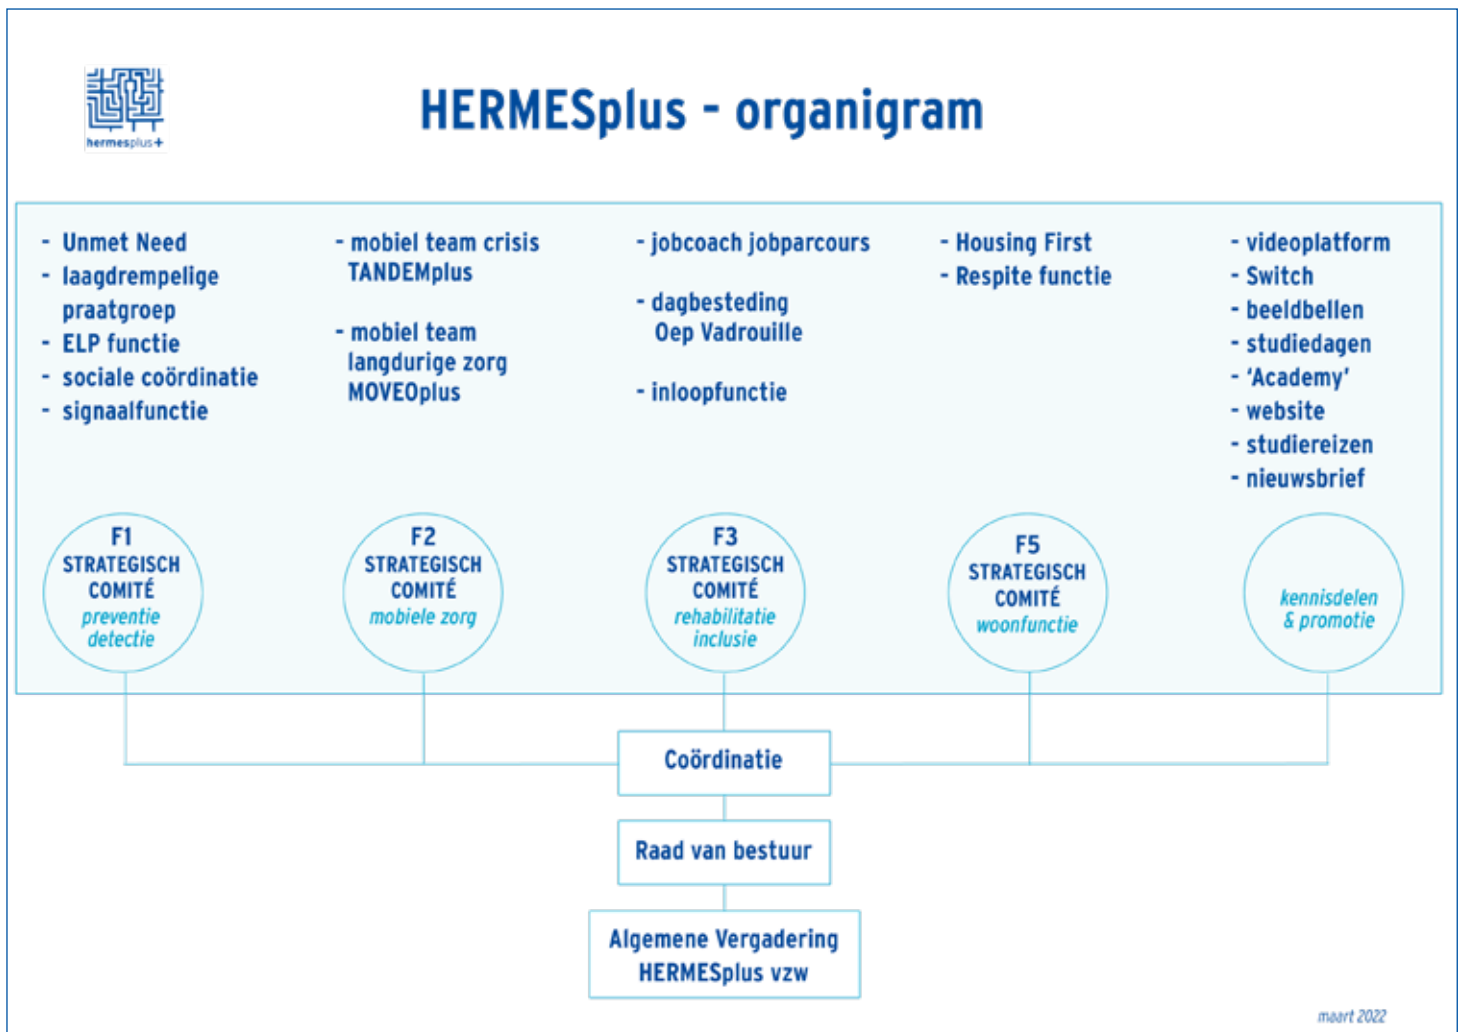 hermesplus+
HERMESplus - organigram
- Unmet Need
- laagdrempelige
praatgroep
- ELP functie
- sociale coördinatie
- signaalfunctie
- mobiel team crisis
TANDEMplus
- mobiel team
langdurige zorg
MOVEOplus
- jobcoach jobparcours
- dagbesteding
Oep Vadrouille
- inloopfunctie
- Housing First
- Respite functie
- videoplatform
- Switch
- beeldbellen
- studiedagen
- ‘Academy’
- website
- studiereizen
- nieuwsbrief
F1
STRATEGISCH
COMITÉ
preventie
detectie
F2
STRATEGISCH
COMITÉ
mobiele zorg
F3
STRATEGISCH
COMITÉ
rehabilitatie
inclusie
F5
STRATEGISCH
COMITÉ
woonfunctie
kennisdelen
& promotie
Coördinatie
Raad van bestuur
Algemene Vergadering
HERMESplus vzw
maart 2022